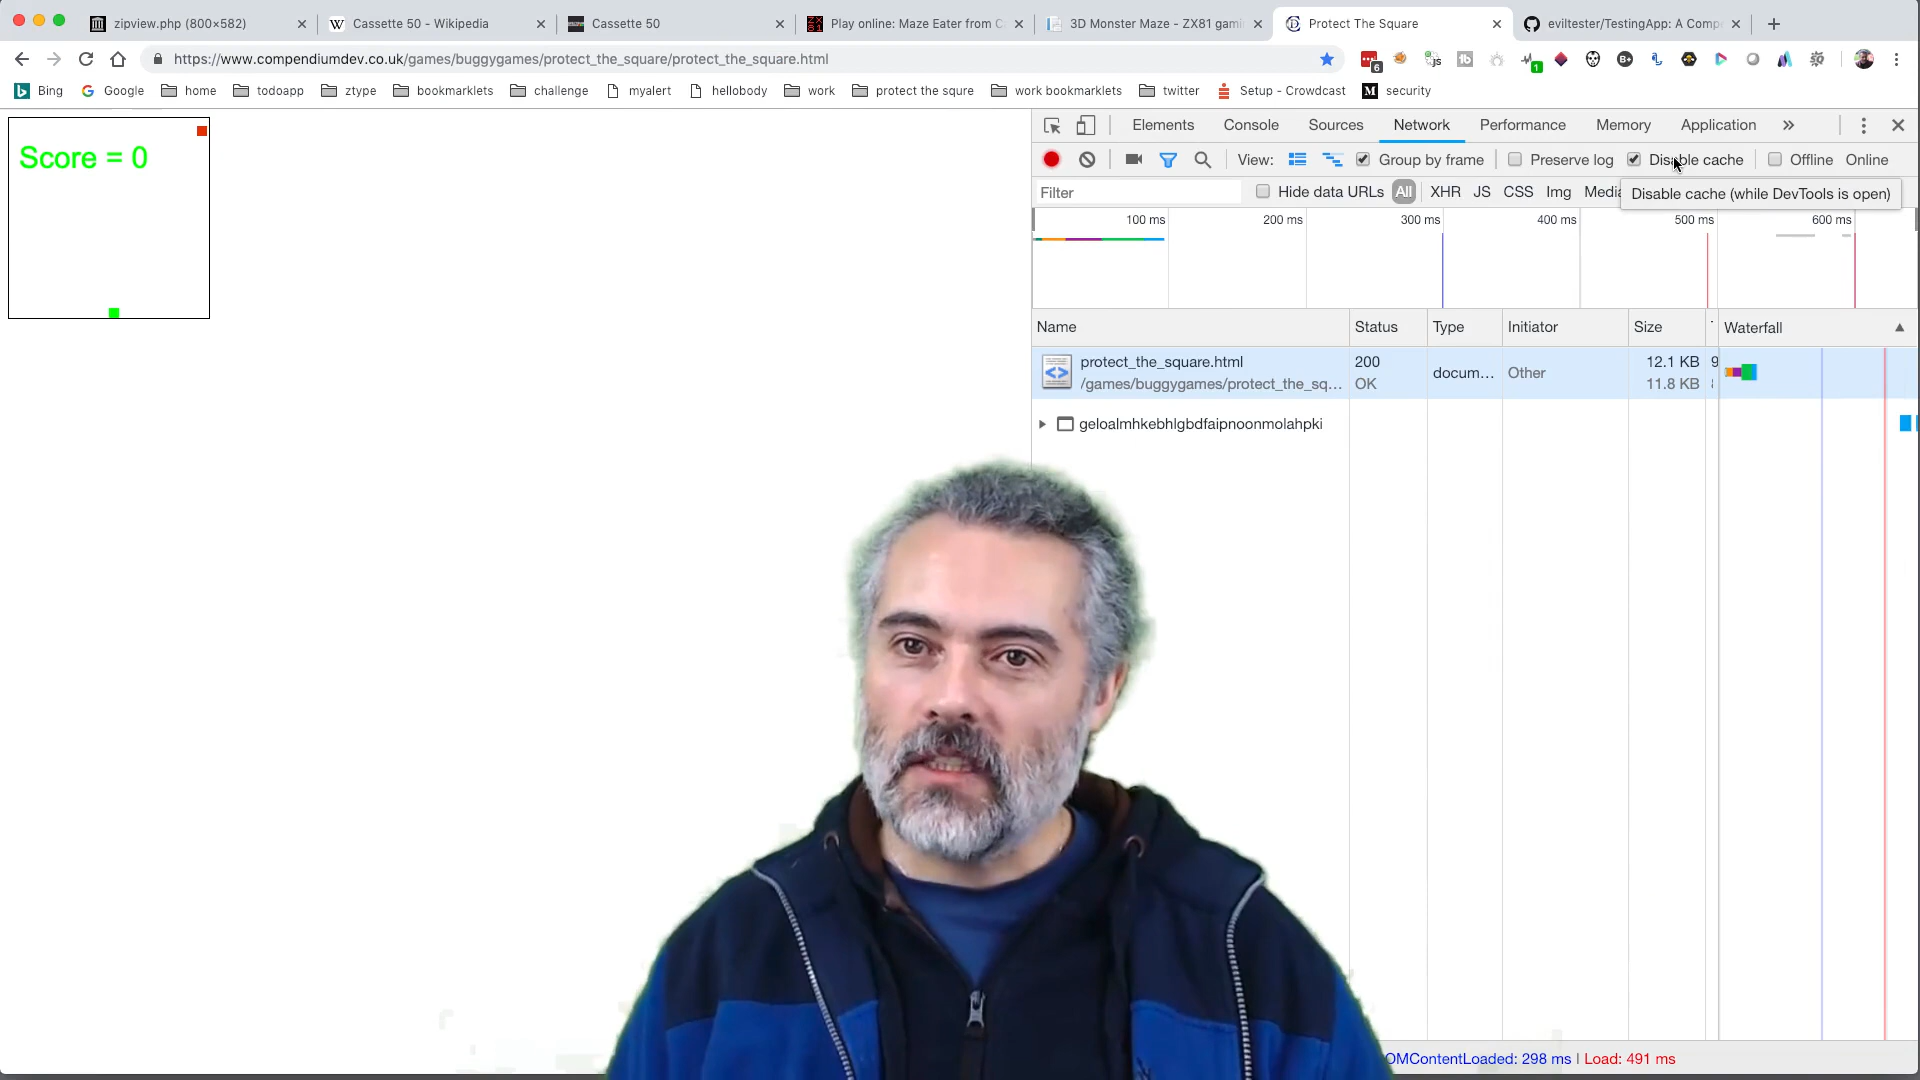 zipview.php (800×582)
Cassette 50 - Wikipedia
Cassette 50
Play online: Maze Eater from C
3D Monster Maze - ZX81 gami
Protect The Square
eviltester/TestingApp: A Comp
https://www.compendiumdev.co.uk/games/buggygames/protect_the_square/protect_the_square.html
Bing
Google
home
todoapp
ztype
bookmarklets
challenge
myalert
hellobody
work
protect the squre
work bookmarklets
twitter
Setup - Crowdcast
security
Score = 0
Elements
Console
Sources
Network
Performance
Memory
Application
View:
Group by frame
Preserve log
Disable cache
Offline
Online
Filter
Hide data URLs
All
XHR
JS
CSS
Img
Media
Disable cache (while DevTools is open)
100 ms
200 ms
300 ms
400 ms
500 ms
600 ms
Name
Status
Type
Initiator
Size
Waterfall
protect_the_square.html
/games/buggygames/protect_the_sq...
200
OK
docum...
Other
12.1 KB
11.8 KB
9
geloalmhkebhlgbdfaipnoonmolahpki
OMContentLoaded: 298 ms | Load: 491 ms